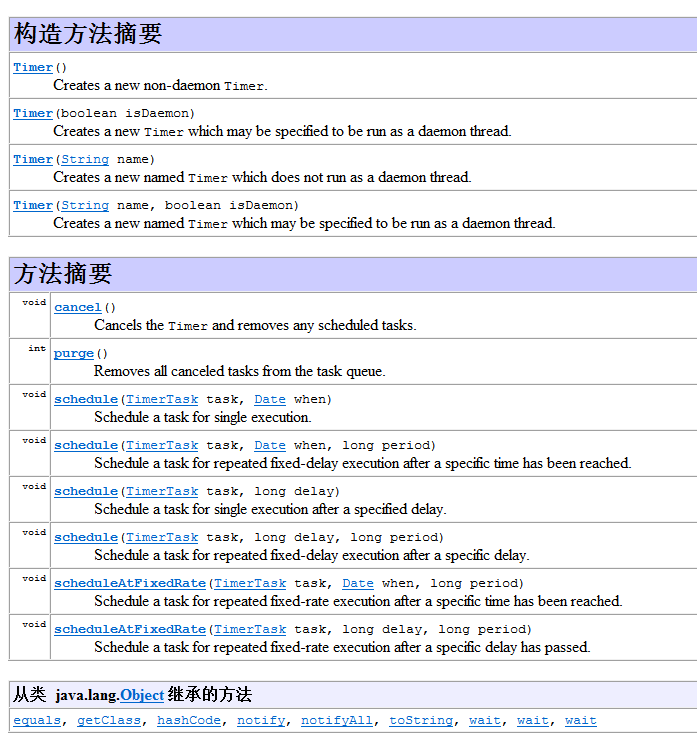 构造方法摘要
Timer()
Creates a new non-daemon Timer.
Timer(boolean isDaemon)
Creates a new Timer which may be specified to be run as a daemon thread.
Timer(String name)
Creates a new named Timer which does not run as a daemon thread.
Timer(String name, boolean isDaemon)
Creates a new named Timer which may be specified to be run as a daemon thread.
方法摘要
void cancel()
Cancels the Timer and removes any scheduled tasks.
int purge()
Removes all canceled tasks from the task queue.
void schedule(TimerTask task, Date when)
Schedule a task for single execution.
void schedule(TimerTask task, Date when, long period)
Schedule a task for repeated fixed-delay execution after a specific time has been reached.
void schedule(TimerTask task, long delay)
Schedule a task for single execution after a specified delay.
void schedule(TimerTask task, long delay, long period)
Schedule a task for repeated fixed-delay execution after a specific delay.
void scheduleAtFixedRate(TimerTask task, Date when, long period)
Schedule a task for repeated fixed-rate execution after a specific time has been reached.
void scheduleAtFixedRate(TimerTask task, long delay, long period)
Schedule a task for repeated fixed-rate execution after a specific delay has passed.
从类 java.lang.Object 继承的方法
equals, getClass, hashCode, notify, notifyAll, toString, wait, wait, wait